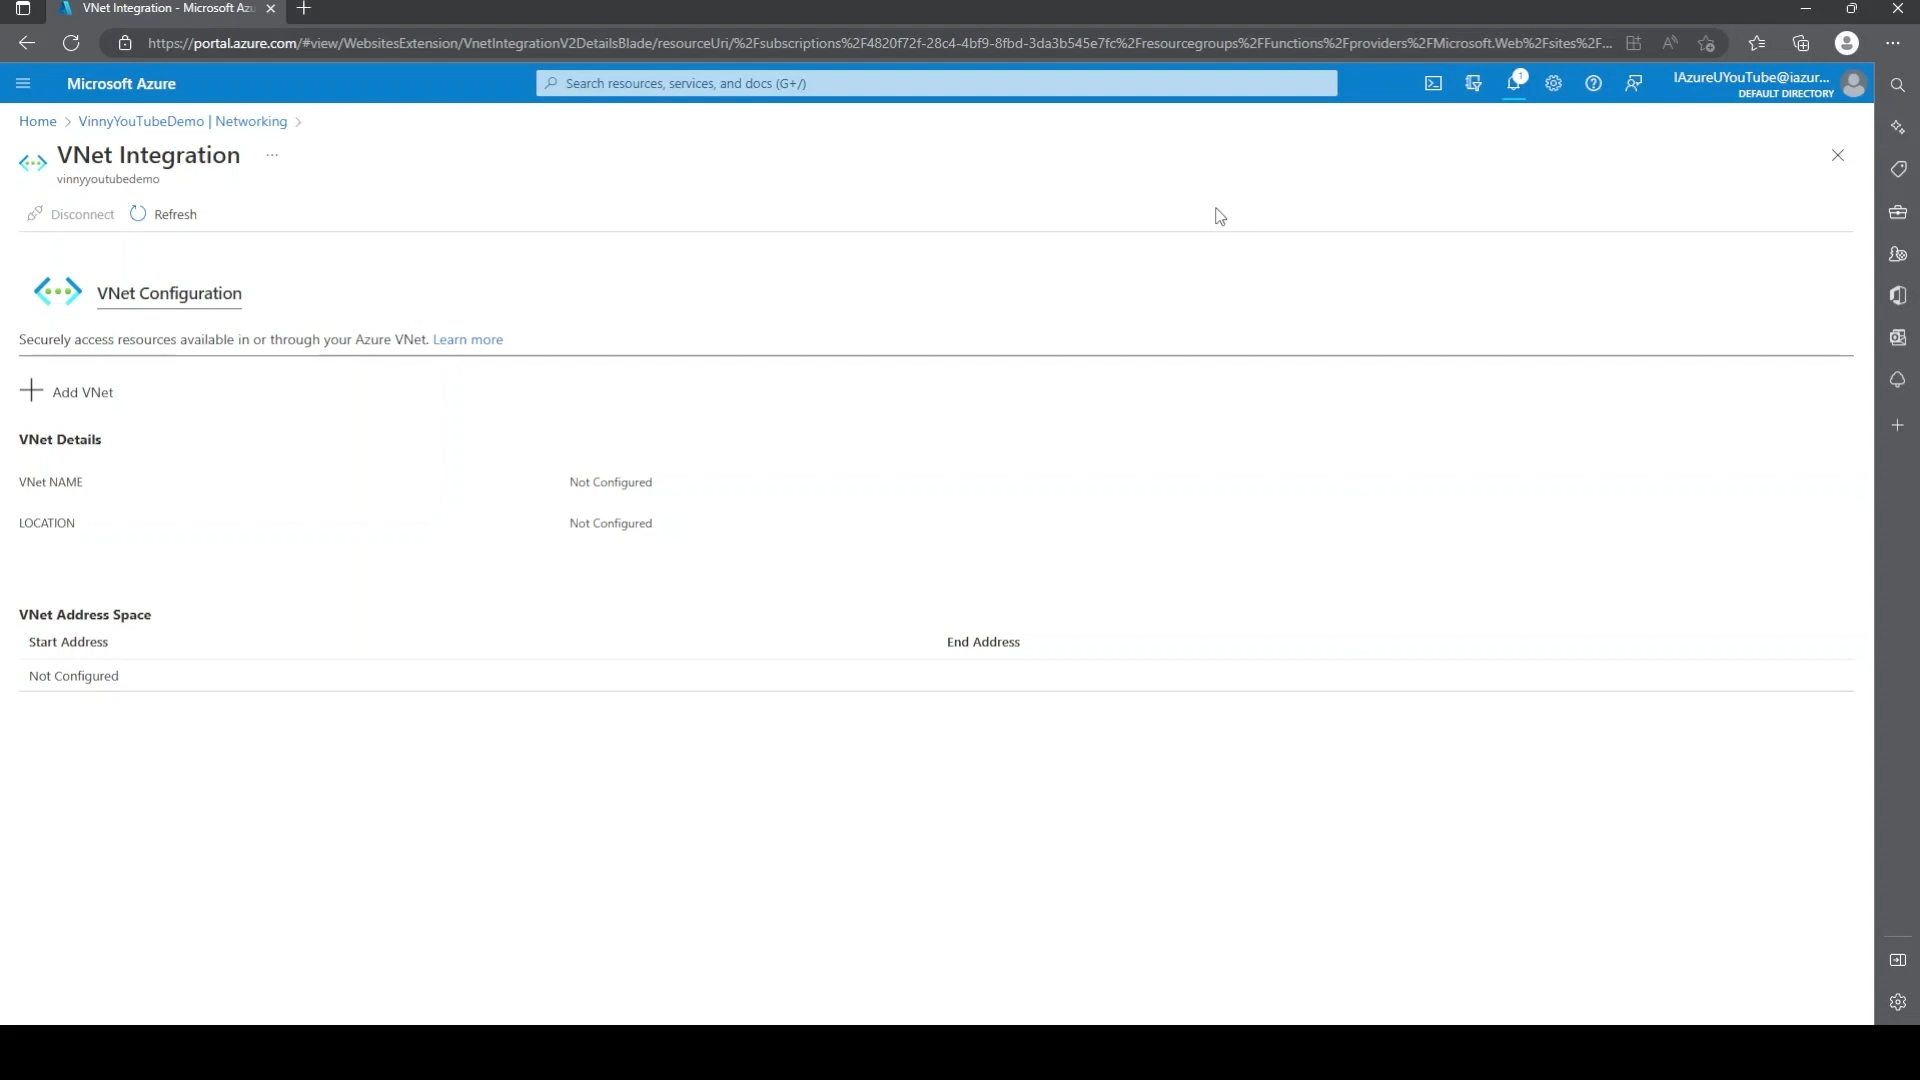 VNet Integration - Microsoft Azu
https://portal.azure.com/#view/WebsitesExtension/VnetIntegrationV2DetailsBlade/resourceUri/%2Fsubscriptions%2F4820f72f-28c4-4bf9-8fbd-3da3b545e7fc%2Fresourcegroups%2FFunctions%2Fproviders%2FMicrosoft.Web%2Fsites%2F...
Microsoft Azure
Search resources, services, and docs (G+/)
1
IAzureUYouTube@iazur...
DEFAULT DIRECTORY
Home > VinnyYouTubeDemo | Networking >
VNet Integration ...
vinnyyoutubedemo
Disconnect Refresh
VNet Configuration
Securely access resources available in or through your Azure VNet. Learn more
Add VNet
VNet Details
VNet NAME Not Configured
LOCATION Not Configured
VNet Address Space
Start Address End Address
Not Configured